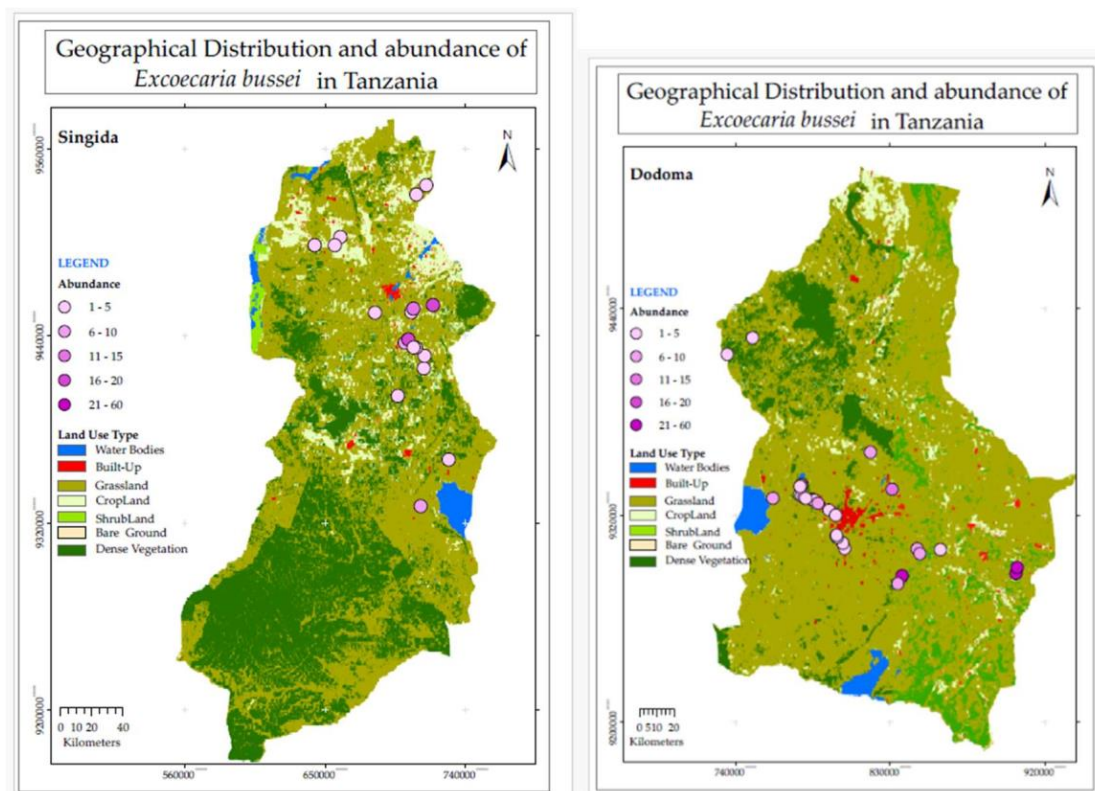 Geographical Distribution and abundance of
Excoecaria bussei in Tanzania
Singida
N
9560000
9440000
9320000
9200000
LEGEND
Abundance
1 - 5
6 - 10
11 - 15
16 - 20
21 - 60
Land Use Type
Water Bodies
Built-Up
Grassland
CropLand
ShrubLand
Bare Ground
Dense Vegetation
0 10 20 40
Kilometers
560000
650000
740000
Geographical Distribution and abundance of
Excoecaria bussei in Tanzania
Dodoma
N
9440000
9320000
9200000
LEGEND
Abundance
1 - 5
6 - 10
11 - 15
16 - 20
21 - 60
Land Use Type
Water Bodies
Built-Up
Grassland
CropLand
ShrubLand
Bare Ground
Dense Vegetation
0 510 20
Kilometers
740000
830000
920000